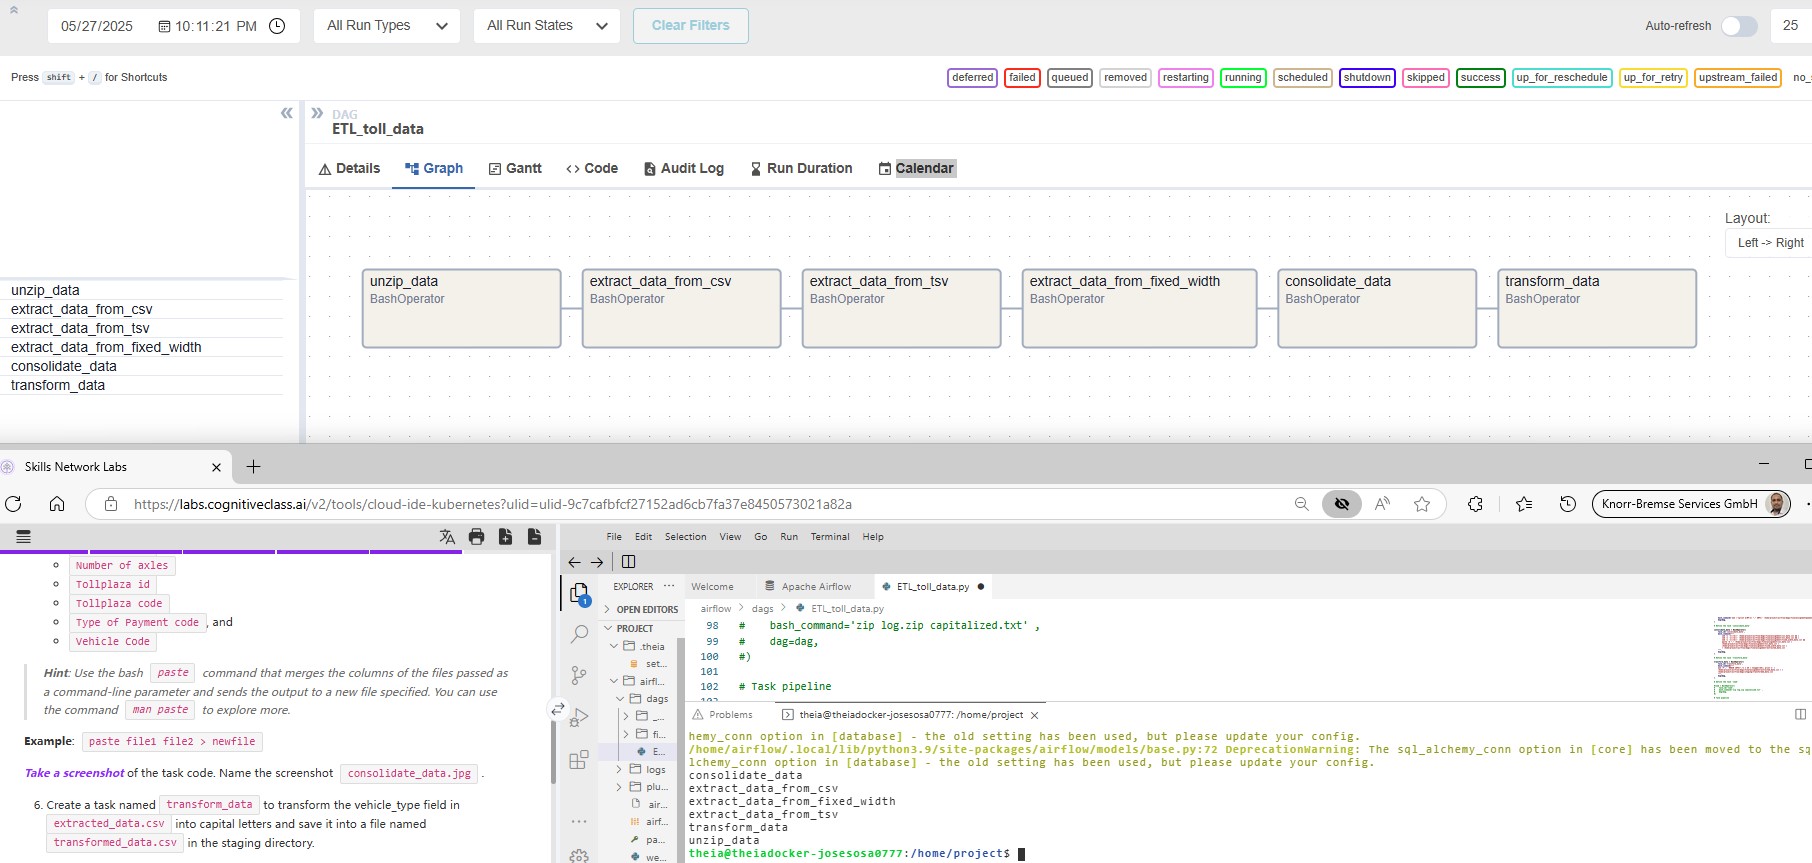 05/27/2025 10:11:21 PM All Run Types All Run States Clear Filters Auto-refresh 25
Press shift + / for Shortcuts
deferred failed queued removed restarting running scheduled shutdown skipped success up_for_reschedule up_for_retry upstream_failed
DAG
ETL_toll_data
Details Graph Gantt Code Audit Log Run Duration Calendar
Layout:
Left -> Right
unzip_data
extract_data_from_csv
extract_data_from_tsv
extract_data_from_fixed_width
consolidate_data
transform_data
unzip_data
BashOperator
extract_data_from_csv
BashOperator
extract_data_from_tsv
BashOperator
extract_data_from_fixed_width
BashOperator
consolidate_data
BashOperator
transform_data
BashOperator
Skills Network Labs
https://labs.cognitiveclass.ai/v2/tools/cloud-ide-kubernetes?ulid=ulid-9c7cafbfcf27152ad6cb7fa37e8450573021a82a
Knorr-Bremse Services GmbH
Number of axles
Tollplaza id
Tollplaza code
Type of Payment code , and
Vehicle Code
Hint: Use the bash paste command that merges the columns of the files passed as
a command-line parameter and sends the output to a new file specified. You can use
the command man paste to explore more.
Example: paste file1 file2 > newfile
Take a screenshot of the task code. Name the screenshot consolidate_data.jpg .
6. Create a task named transform_data to transform the vehicle_type field in
extracted_data.csv into capital letters and save it into a file named
transformed_data.csv in the staging directory.
File Edit Selection View Go Run Terminal Help
EXPLORER ...
OPEN EDITORS
PROJECT
.theia
set...
airfl...
dags
_...
fi...
E...
logs
plu...
air...
airf...
pa...
we...
1
Welcome Apache Airflow ETL_toll_data.py
airflow > dags > ETL_toll_data.py
98 # bash_command='zip log.zip capitalized.txt' ,
99 # dag=dag,
100 #)
101
102 # Task pipeline
Problems theia@theiadocker-josesosa0777: /home/project
hemy_conn option in [database] - the old setting has been used, but please update your config.
/home/airflow/.local/lib/python3.9/site-packages/airflow/models/base.py:72 DeprecationWarning: The sql_alchemy_conn option in [core] has been moved to the sq
lchemy_conn option in [database] - the old setting has been used, but please update your config.
consolidate_data
extract_data_from_csv
extract_data_from_fixed_width
extract_data_from_tsv
transform_data
unzip_data
theia@theiadocker-josesosa0777:/home/project$